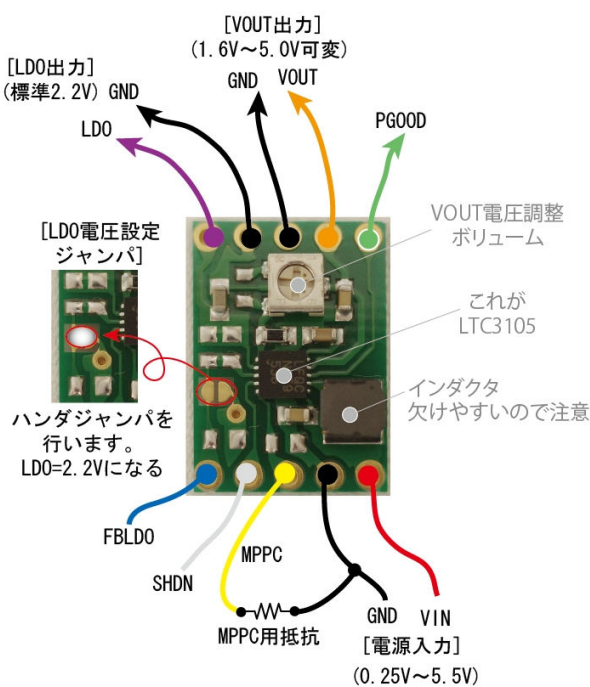 [VOUT出力]
(1.6V～5.0V可変)
GND VOUT
[LDO出力]
(標準2.2V) GND
LDO
PGOOD
[LDO電圧設定
ジャンパ]
VOUT電圧調整
ボリューム
これが
LTC3105
インダクタ
欠けやすいので注意
ハンダジャンパを
行います。
LDO=2.2Vになる
FBLDO
SHDN
MPPC
MPPC用抵抗
GND VIN
[電源入力]
(0.25V～5.5V)